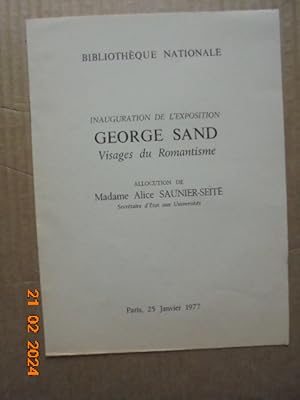 BIBLIOTHÈQUE NATIONALE
INAUGURATION DE L'EXPOSITION
GEORGE SAND
Visages du Romantisme
ALLOCUTION DE
Madame Alice SAUNIER-SEÏTÉ
Secrétaire d'État aux Universités
Paris, 25 Janvier 1977
21 02 2024